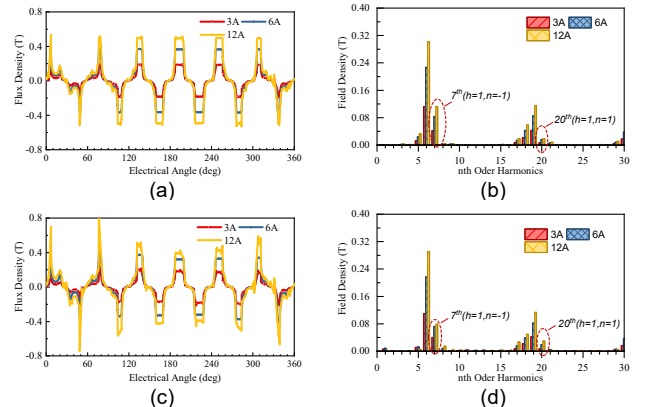 0.8
0.4
0.0
-0.4
-0.8
Flux Density (T)
3A 6A
12A
0 60 120 180 240 300 360
Electrical Angle (deg)
(a)
0.40
0.32
0.24
0.16
0.08
0.00
Field Density (T)
3A 6A
12A
7th(h=1,n=-1)
20th(h=1,n=1)
0 5 10 15 20 25 30
nth Oder Harmonics
(b)
0.8
0.4
0.0
-0.4
-0.8
Flux Density (T)
3A 6A
12A
0 60 120 180 240 300 360
Electrical Angle (deg)
(c)
0.40
0.32
0.24
0.16
0.08
0.00
Field Density (T)
3A 6A
12A
7th(h=1,n=-1)
20th(h=1,n=1)
0 5 10 15 20 25 30
nth Oder Harmonics
(d)